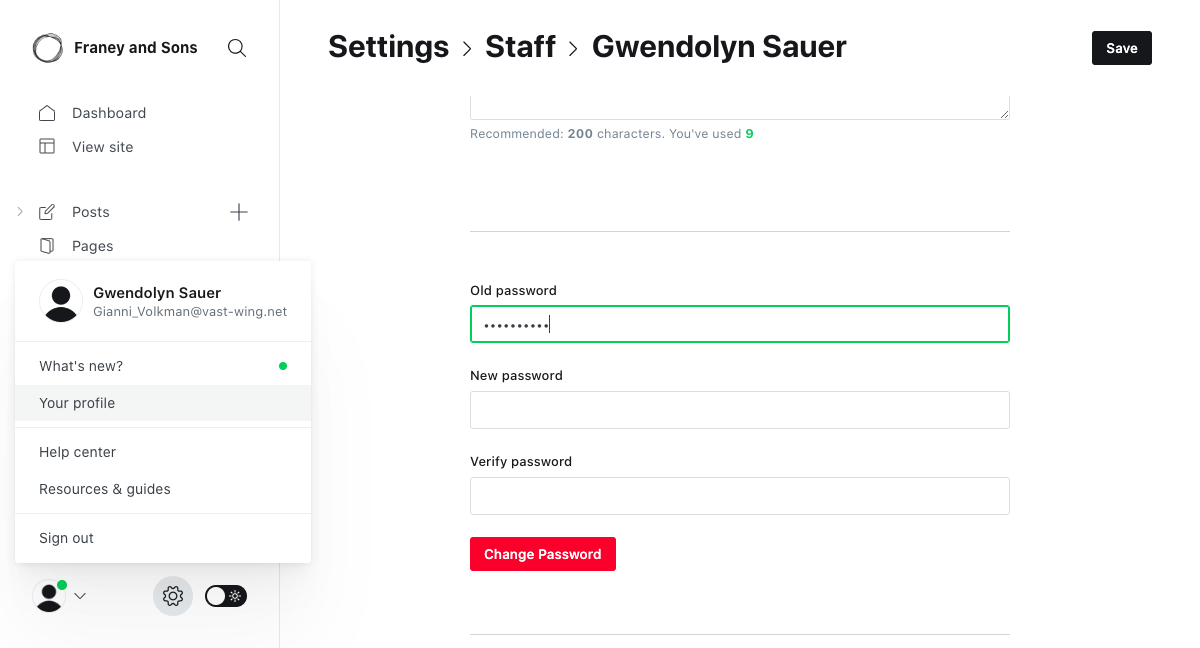 Franey and Sons
Settings > Staff > Gwendolyn Sauer
Save
Dashboard
View site
Posts
Pages
Gwendolyn Sauer
Gianni_Volkman@vast-wing.net
What's new?
Your profile
Help center
Resources & guides
Sign out
Recommended: 200 characters. You've used 9
Old password
••••••••••
New password
Verify password
Change Password